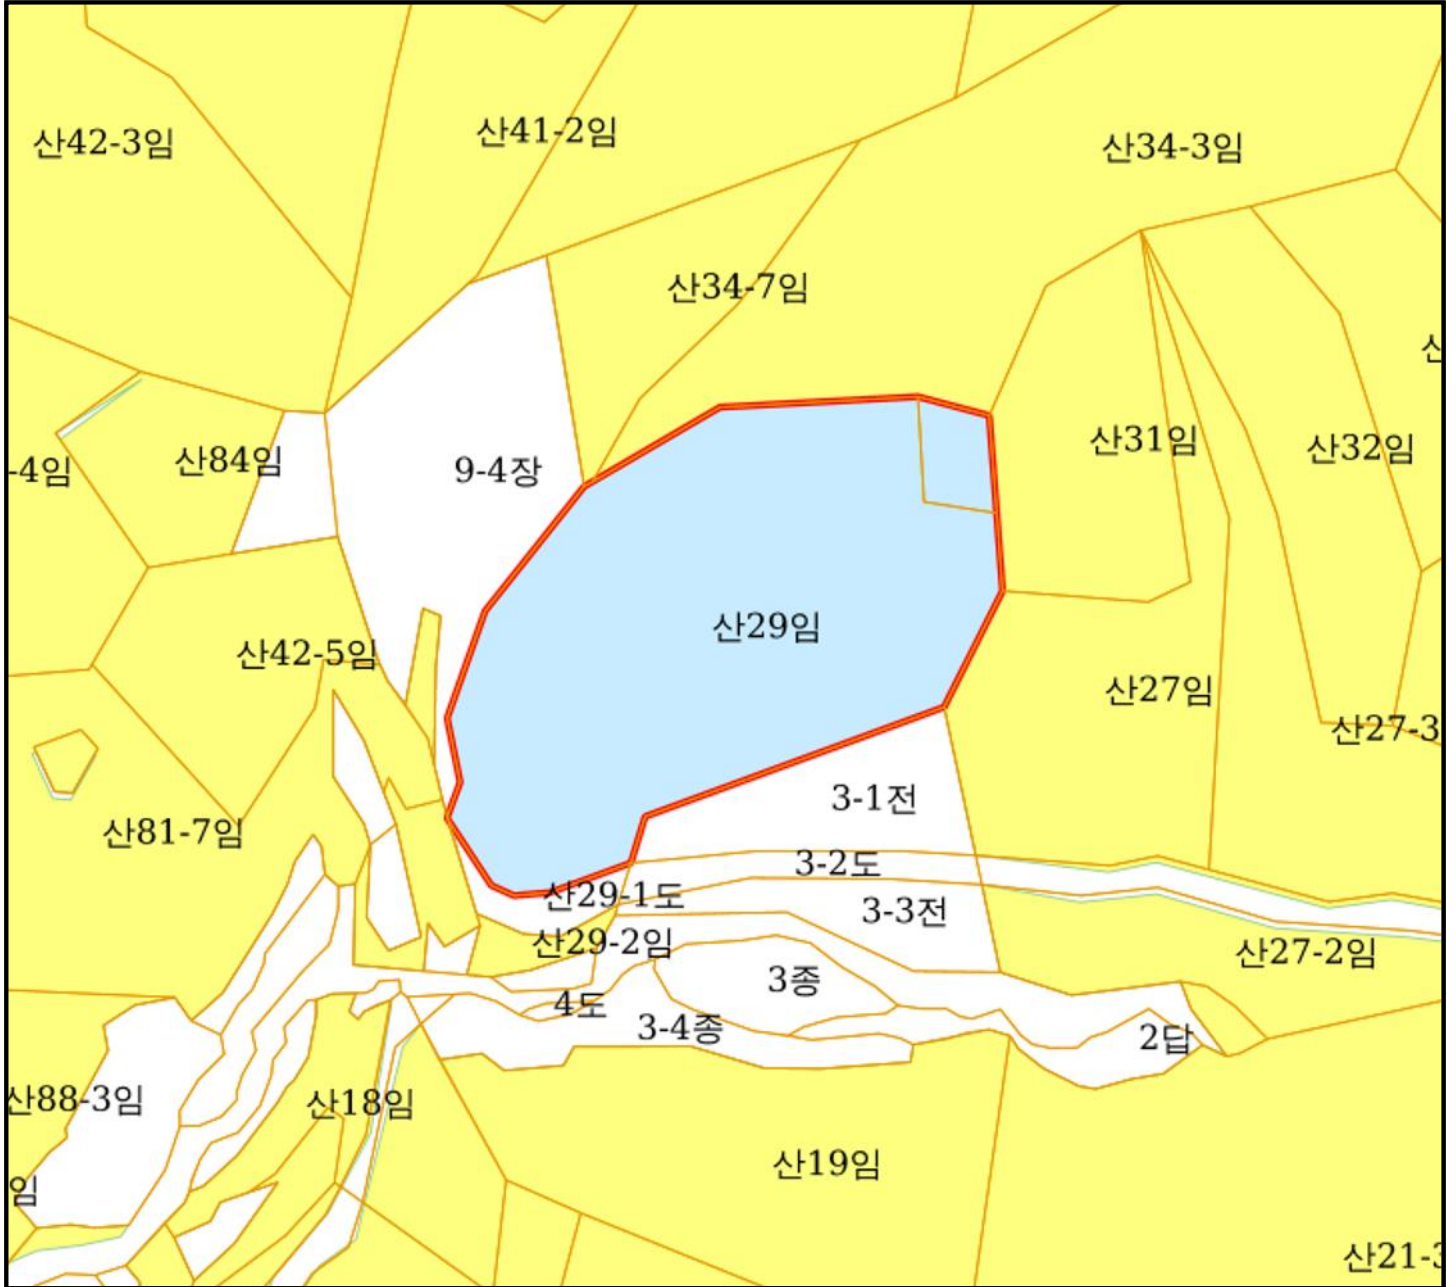 산41-2임
산42-3임
산34-3임
산34-7임
산31임
산32임
산84임
9-4장
-4임
산29임
산42-5임
산27임
산27-3
3-1전
산81-7임
3-2도
산29-1도
3-3전
산29-2임
산27-2임
3종
4도
3-4종
2답
산88-3임
산18임
산19임
임
산21-3